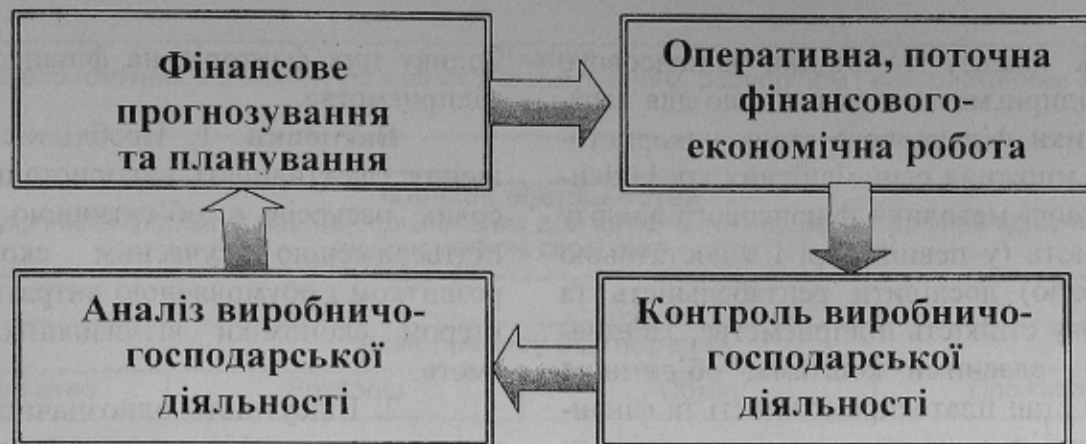 Фінансове
прогнозування
та планування
Оперативна, поточна
фінансового-
економічна робота
Аналіз виробничо-
господарської
діяльності
Контроль виробничо-
господарської
діяльності